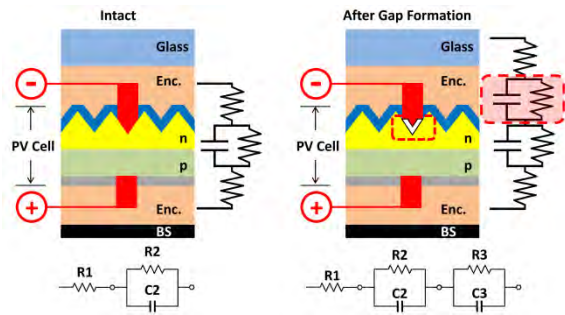 Intact
Glass
Enc.
−
PV Cell
n
p
+
Enc.
BS
R1
R2
C2
After Gap Formation
Glass
Enc.
−
PV Cell
n
p
+
Enc.
BS
R1
R2
C2
R3
C3